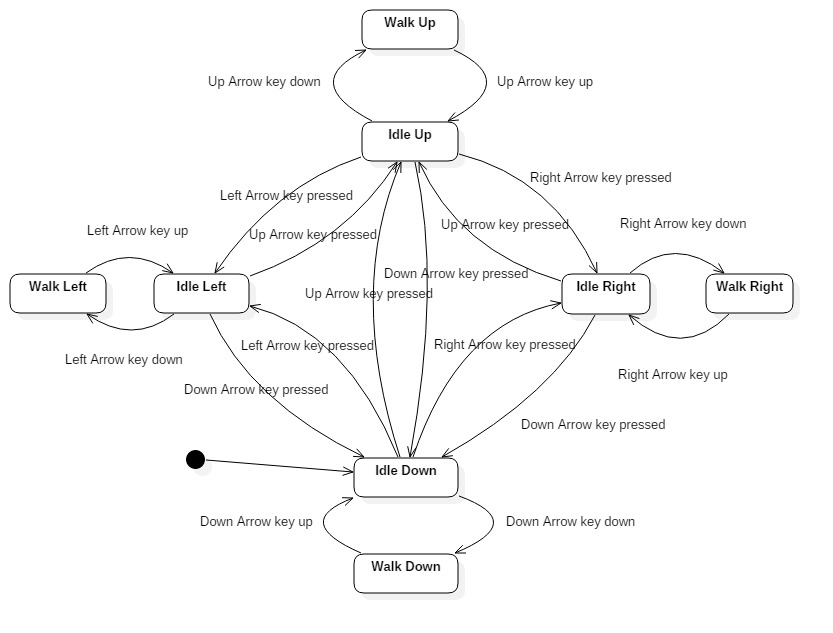 Walk Up
Up Arrow key down
Up Arrow key up
Idle Up
Right Arrow key pressed
Left Arrow key pressed
Up Arrow key pressed
Right Arrow key down
Left Arrow key up
Up Arrow key pressed
Down Arrow key pressed
Walk Left
Idle Left
Idle Right
Walk Right
Up Arrow key pressed
Left Arrow key pressed
Right Arrow key pressed
Left Arrow key down
Right Arrow key up
Down Arrow key pressed
Down Arrow key pressed
Idle Down
Down Arrow key up
Down Arrow key down
Walk Down